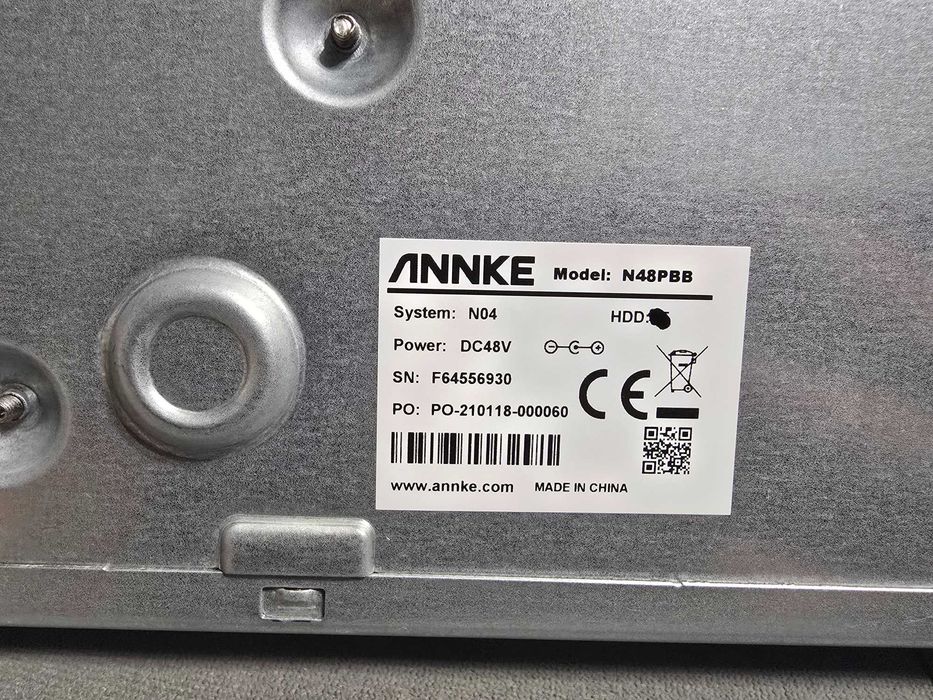 ANNKE Model: N48PBB
System: N04 HDD:
Power: DC48V
SN: F64556930
PO: PO-210118-000060
CE
www.annke.com MADE IN CHINA